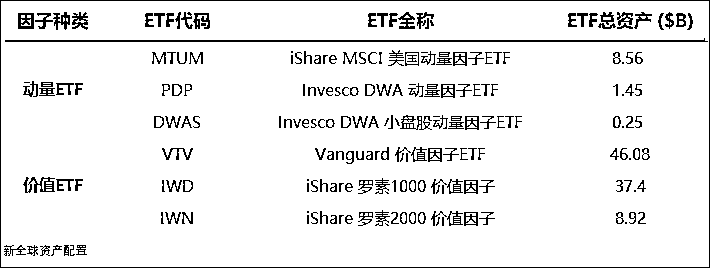 因子种类 ETF代码 ETF全称 ETF总资产 ($B)
MTUM iShare MSCI 美国动量因子ETF 8.56
动量ETF PDP Invesco DWA 动量因子ETF 1.45
DWAS Invesco DWA 小盘股动量因子ETF 0.25
VTV Vanguard 价值因子ETF 46.08
价值ETF IWD iShare 罗素1000 价值因子 37.4
IWN iShare 罗素2000 价值因子 8.92
新全球资产配置